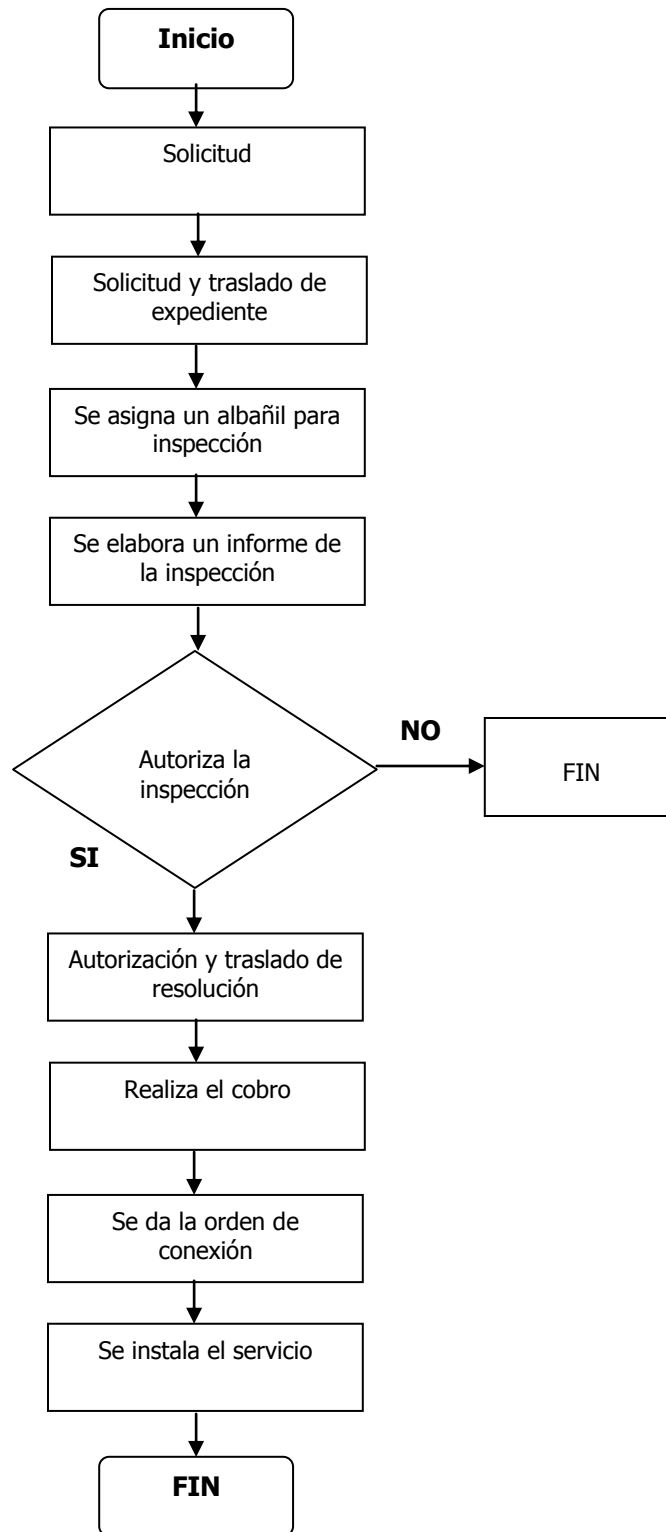 Inicio
Solicitud
Solicitud y traslado de
expediente
Se asigna un albañil para
inspección
Se elabora un informe de
la inspección
Autoriza la
inspección
NO
FIN
SI
Autorización y traslado de
resolución
Realiza el cobro
Se da la orden de
conexión
Se instala el servicio
FIN